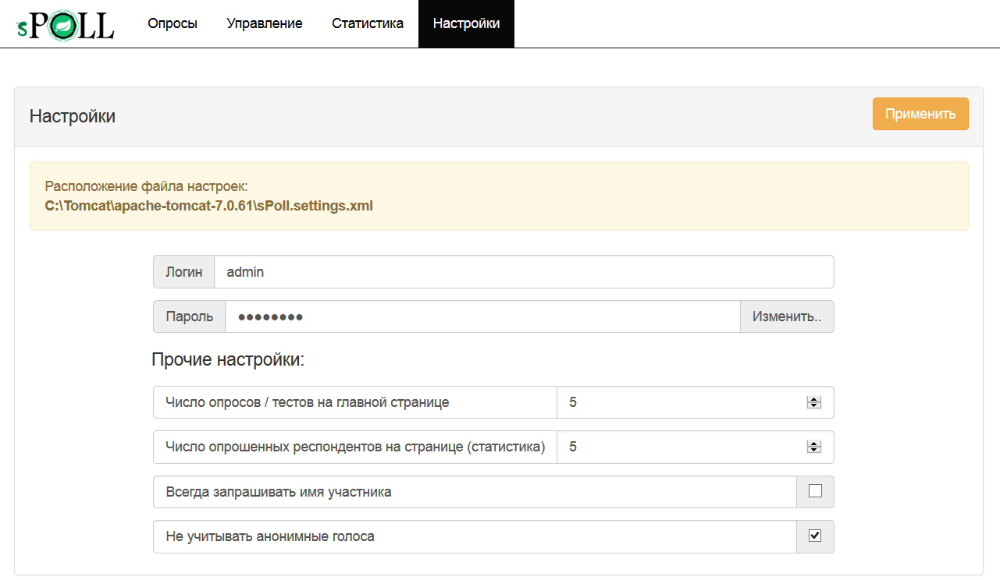 sPOLL
Опросы
Управление
Статистика
Настройки
Настройки
Применить
Расположение файла настроек:
C:\Tomcat\apache-tomcat-7.0.61\sPoll.settings.xml
Логин
admin
Пароль
●●●●●●●●
Изменить..
Прочие настройки:
Число опросов / тестов на главной странице
5
Число опрошенных респондентов на странице (статистика)
5
Всегда запрашивать имя участника
Не учитывать анонимные голоса